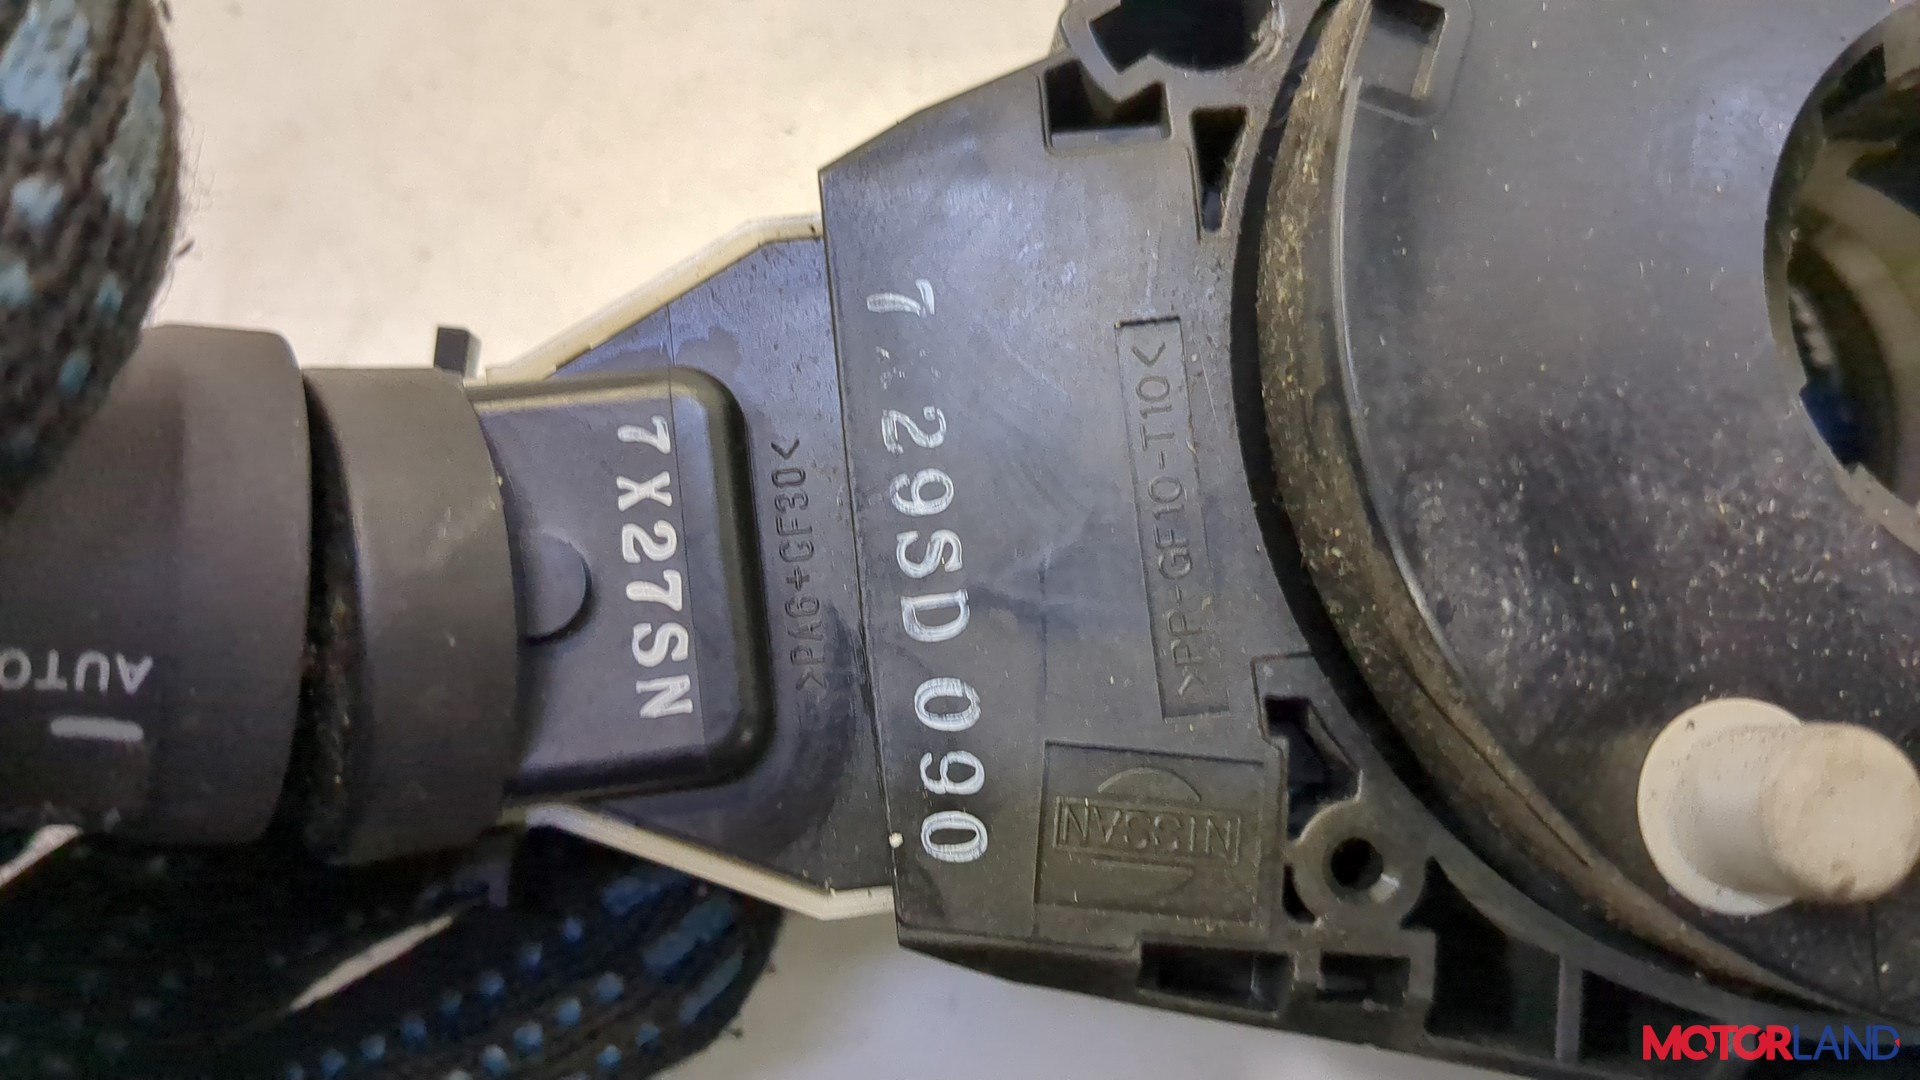 AUTO
7X27SN
>PA6+GF30<
7 29SD 090
>PP-GF10-T10<
NISSAN
MOTORLAND